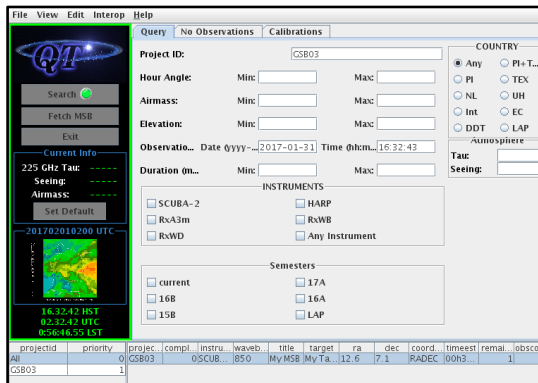 File View Edit Interop Help
QT
Search
Fetch MSB
Exit
Current Info
225 GHz Tau: -----
Seeing: -----
Airmass: -----
Set Default
201702010200 UTC
16.32.42 HST
02.32.42 UTC
0:56:46.55 LST
Query No Observations Calibrations
Project ID: GSB03
Hour Angle: Min: Max:
Airmass: Min: Max:
Elevation: Min: Max:
Observatio... Date (yyyy-... 2017-01-31 Time (hh:m... 16:32:43
Duration (m... Min: Max:
INSTRUMENTS
SCUBA-2 HARP
RxA3m RxWB
RxWD Any Instrument
Semesters
current 17A
16B 16A
15B LAP
COUNTRY
Any PI+T...
PI TEX
NL UH
Int EC
DDT LAP
Atmosphere
Tau:
Seeing:
projectid priority
All 0
GSB03 1
projec... compl... instru... waveb... title target ra dec coord... timeest remai... obsco
GSB03 0 SCUB... 850 My MSB My Ta... 12.6 7.1 RADEC 00h3... 1